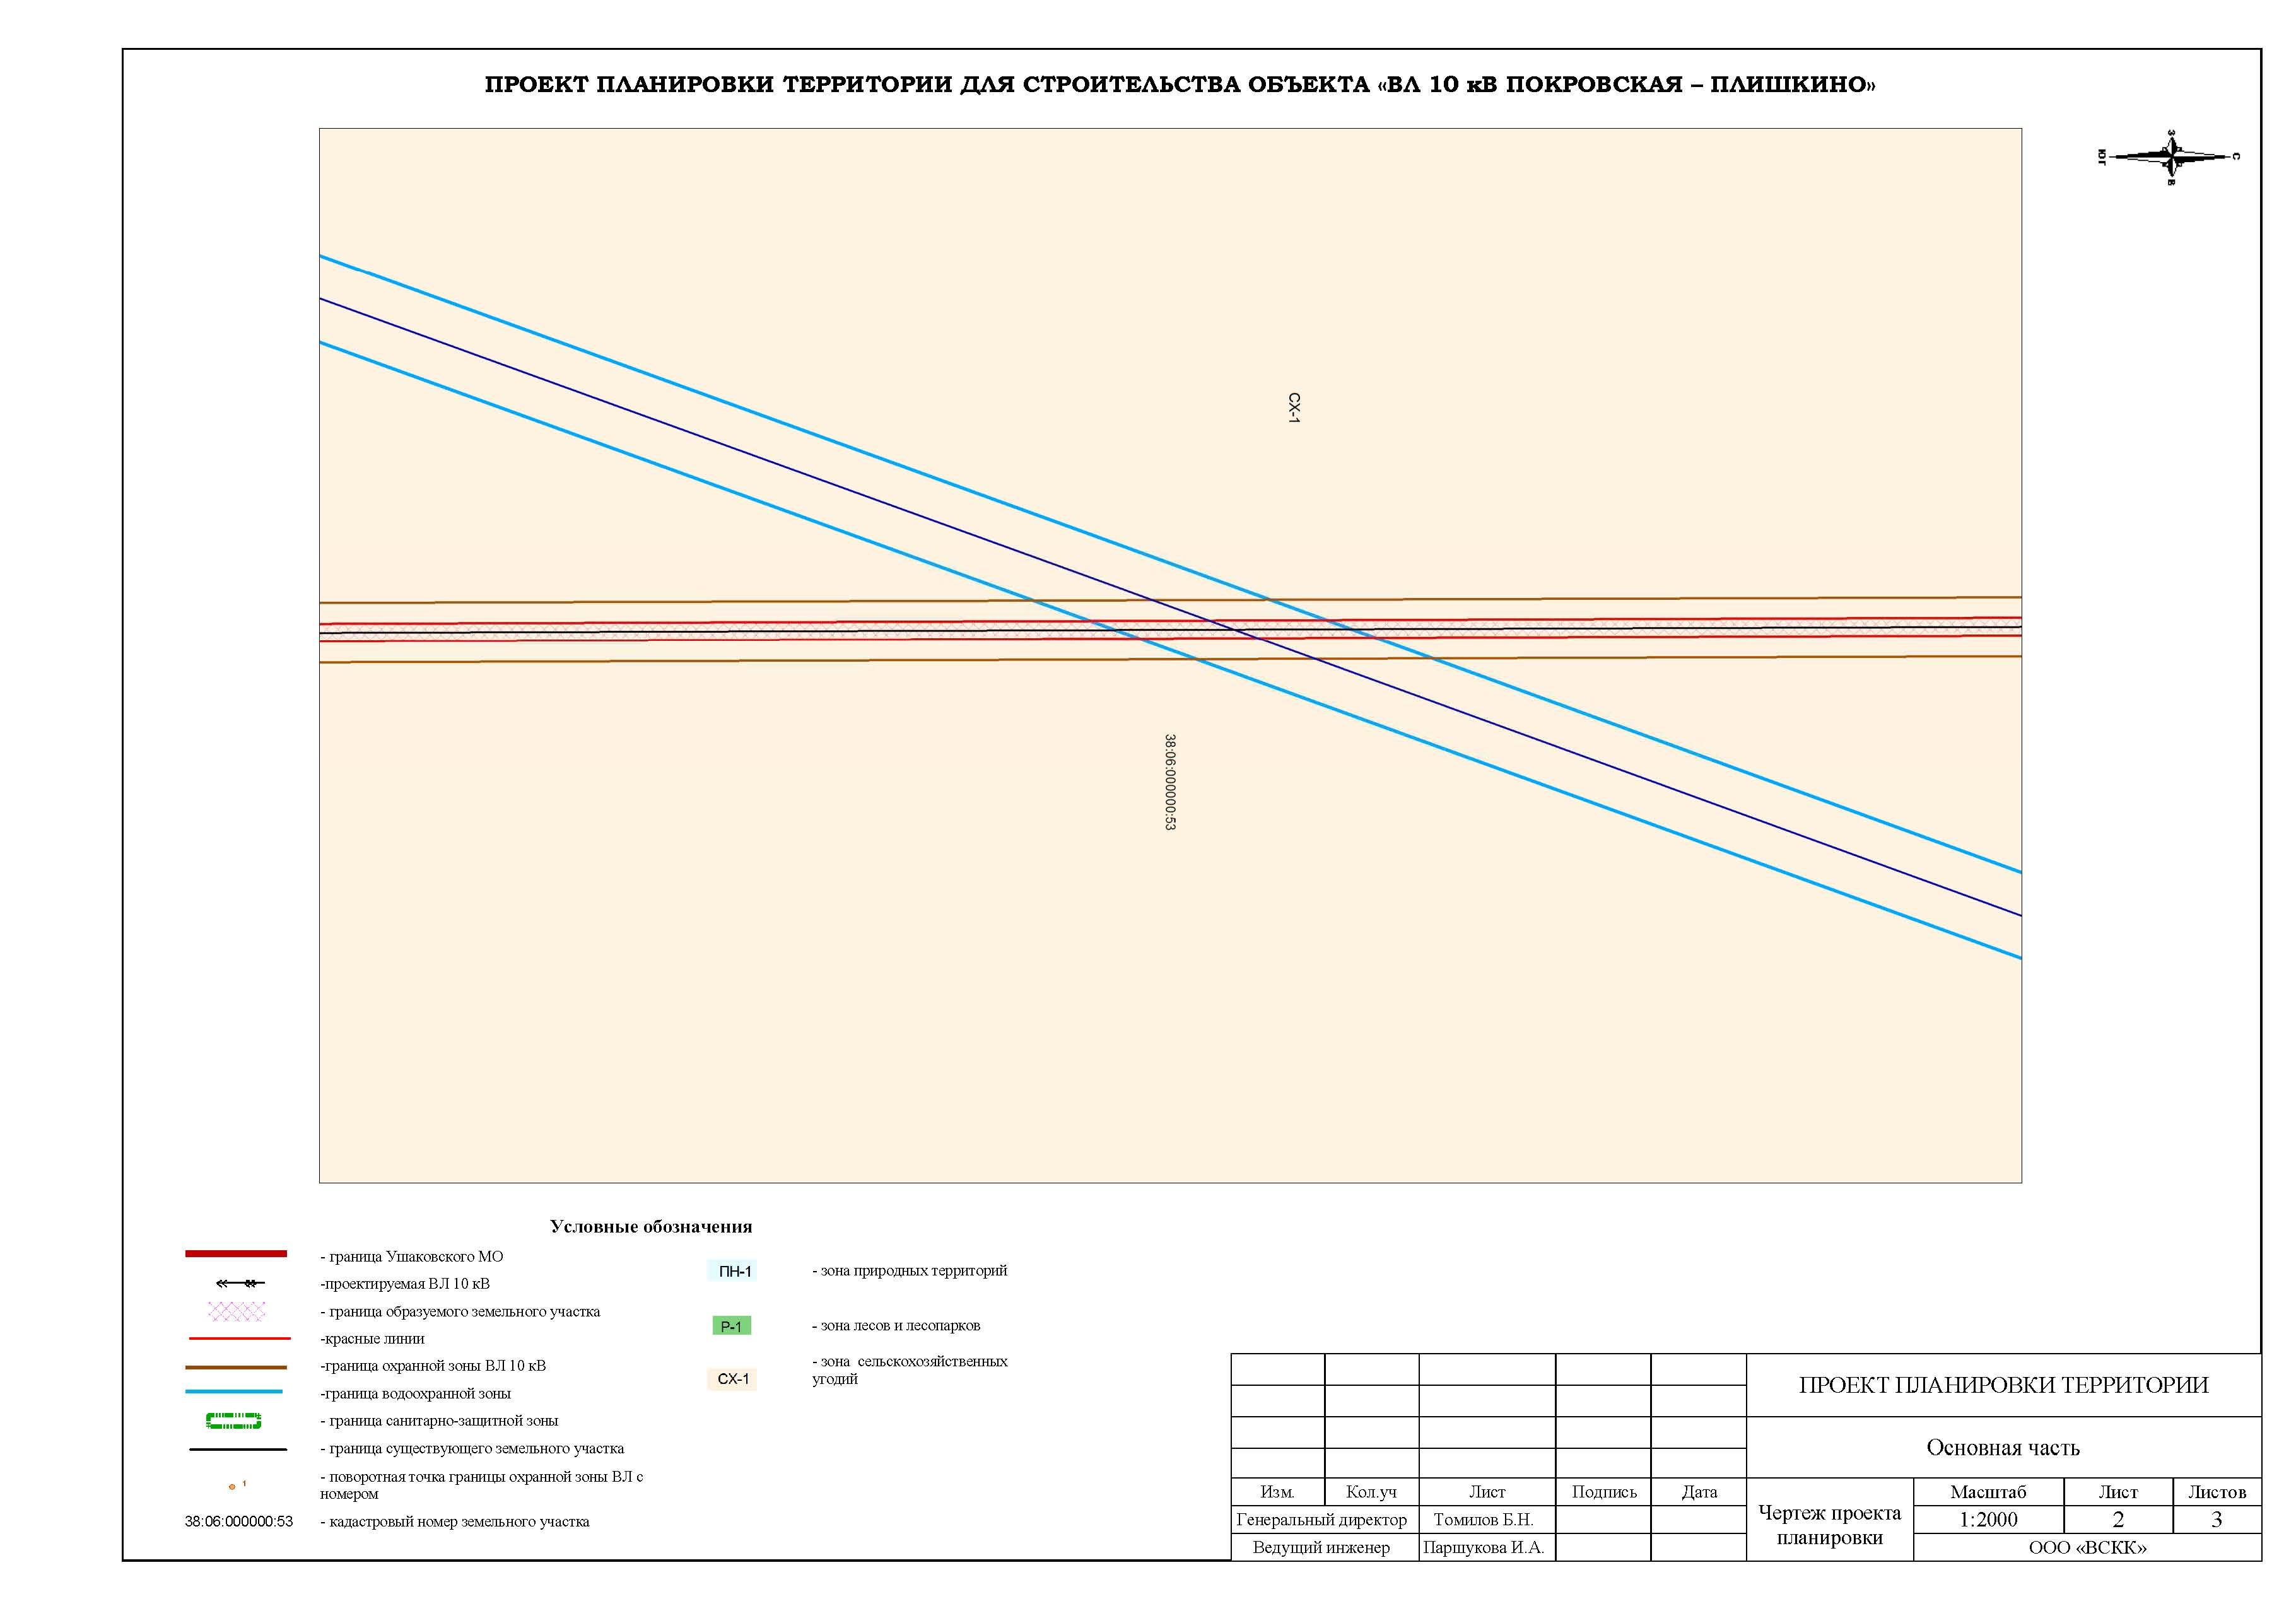 ПРОЕКТ ПЛАНИРОВКИ ТЕРРИТОРИИ ДЛЯ СТРОИТЕЛЬСТВА ОБЪЕКТА «ВЛ 10 кВ ПОКРОВСКАЯ – ПЛИШКИНО»
З
ЮГ
С
В
СХ-1
38:06:0000000:53
Условные обозначения
- граница Ушаковского МО
-проектируемая ВЛ 10 кВ
- граница образуемого земельного участка
-красные линии
-граница охранной зоны ВЛ 10 кВ
-граница водоохранной зоны
- граница санитарно-защитной зоны
- граница существующего земельного участка
1
- поворотная точка границы охранной зоны ВЛ с
номером
38:06:000000:53 - кадастровый номер земельного участка
ПН-1 - зона природных территорий
Р-1 - зона лесов и лесопарков
СХ-1 - зона сельскохозяйственных
угодий
ПРОЕКТ ПЛАНИРОВКИ ТЕРРИТОРИИ
Основная часть
Изм. Кол.уч Лист Подпись Дата
Генеральный директор Томилов Б.Н.
Ведущий инженер Паршукова И.А.
Чертеж проекта
планировки
Масштаб Лист Листов
1:2000 2 3
ООО «ВСКК»